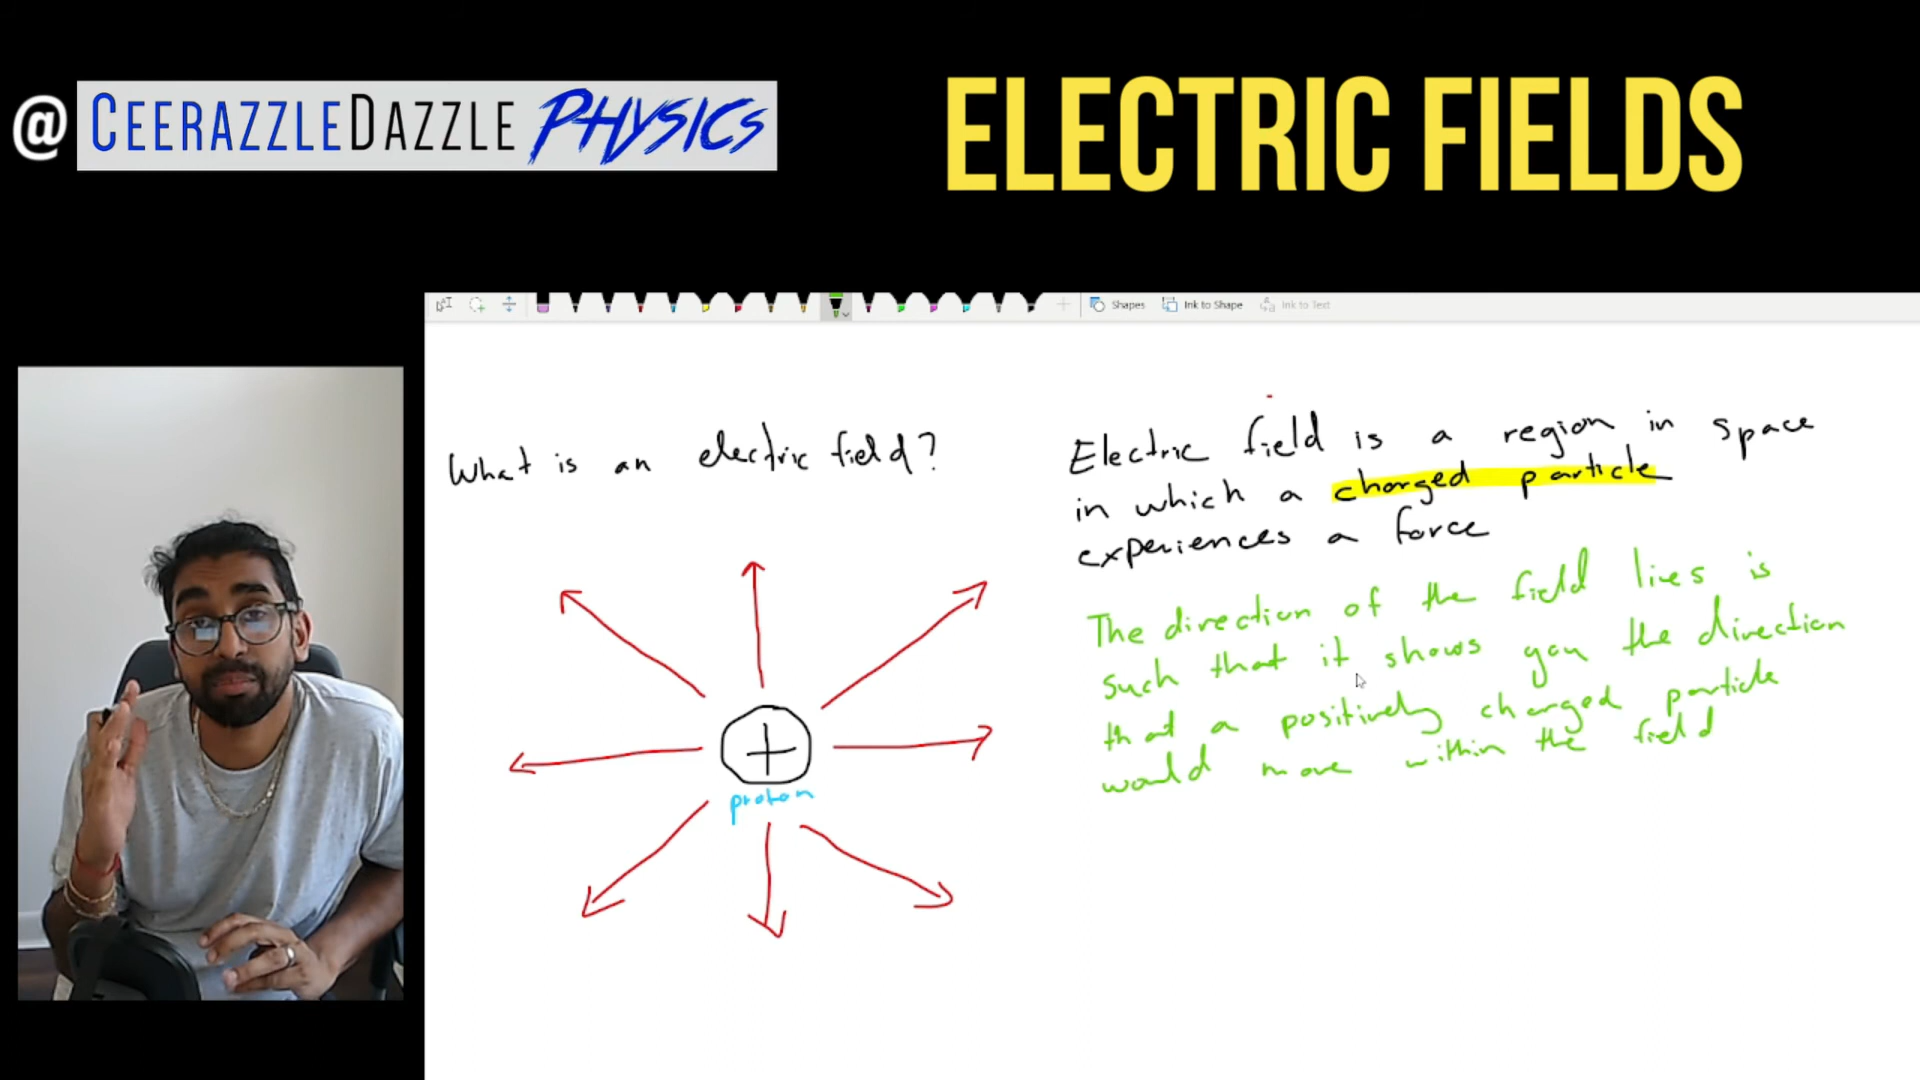 @ CEERAZZLEDAZZLE PHYSICS
ELECTRIC FIELDS
Shapes Ink to Shape Ink to Text
What is an electric field?
Electric field is a region in space
in which a charged particle
experiences a force
The direction of the field lines is
such that it shows you the direction
that a positively charged particle
would move within the field
+
proton